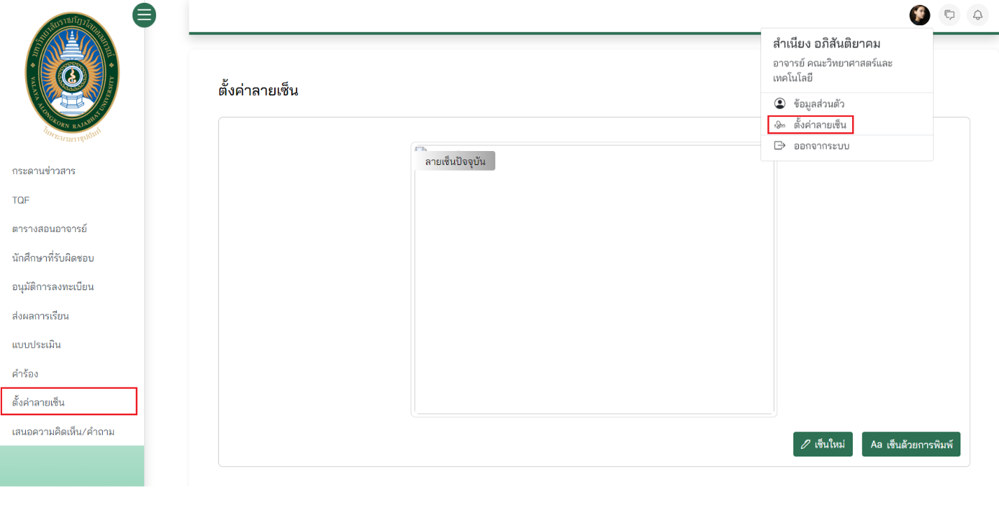 มหาวิทยาลัยราชภัฏวไลยอลงกรณ์
VALAYA ALONGKORN RAJABHAT UNIVERSITY
ในพระบรมราชูปถัมภ์
กระดานข่าวสาร
TQF
ตารางสอนอาจารย์
นักศึกษาที่รับผิดชอบ
อนุมัติการลงทะเบียน
ส่งผลการเรียน
แบบประเมิน
คำร้อง
ตั้งค่าลายเซ็น
เสนอความคิดเห็น/คำถาม
สำเนียง อภิสันติยาคม
อาจารย์ คณะวิทยาศาสตร์และ
เทคโนโลยี
ข้อมูลส่วนตัว
ตั้งค่าลายเซ็น
ออกจากระบบ
ตั้งค่าลายเซ็น
ลายเซ็นปัจจุบัน
เซ็นใหม่
Aa เซ็นด้วยการพิมพ์